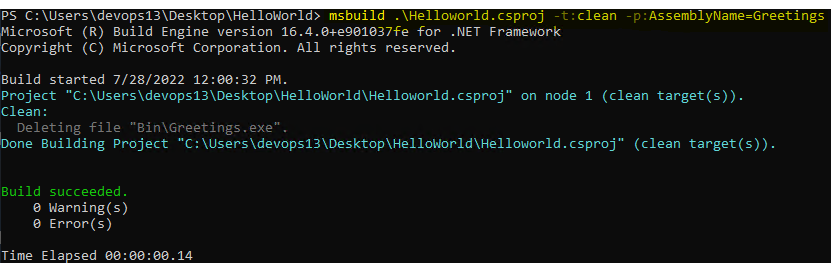 PS C:\Users\devops13\Desktop\HelloWorld> msbuild .\Helloworld.csproj -t:clean -p:AssemblyName=Greetings
Microsoft (R) Build Engine version 16.4.0+e901037fe for .NET Framework
Copyright (C) Microsoft Corporation. All rights reserved.
Build started 7/28/2022 12:00:32 PM.
Project "C:\Users\devops13\Desktop\HelloWorld\Helloworld.csproj" on node 1 (clean target(s)).
Clean:
  Deleting file "Bin\Greetings.exe".
Done Building Project "C:\Users\devops13\Desktop\HelloWorld\Helloworld.csproj" (clean target(s)).
Build succeeded.
    0 Warning(s)
    0 Error(s)
Time Elapsed 00:00:00.14